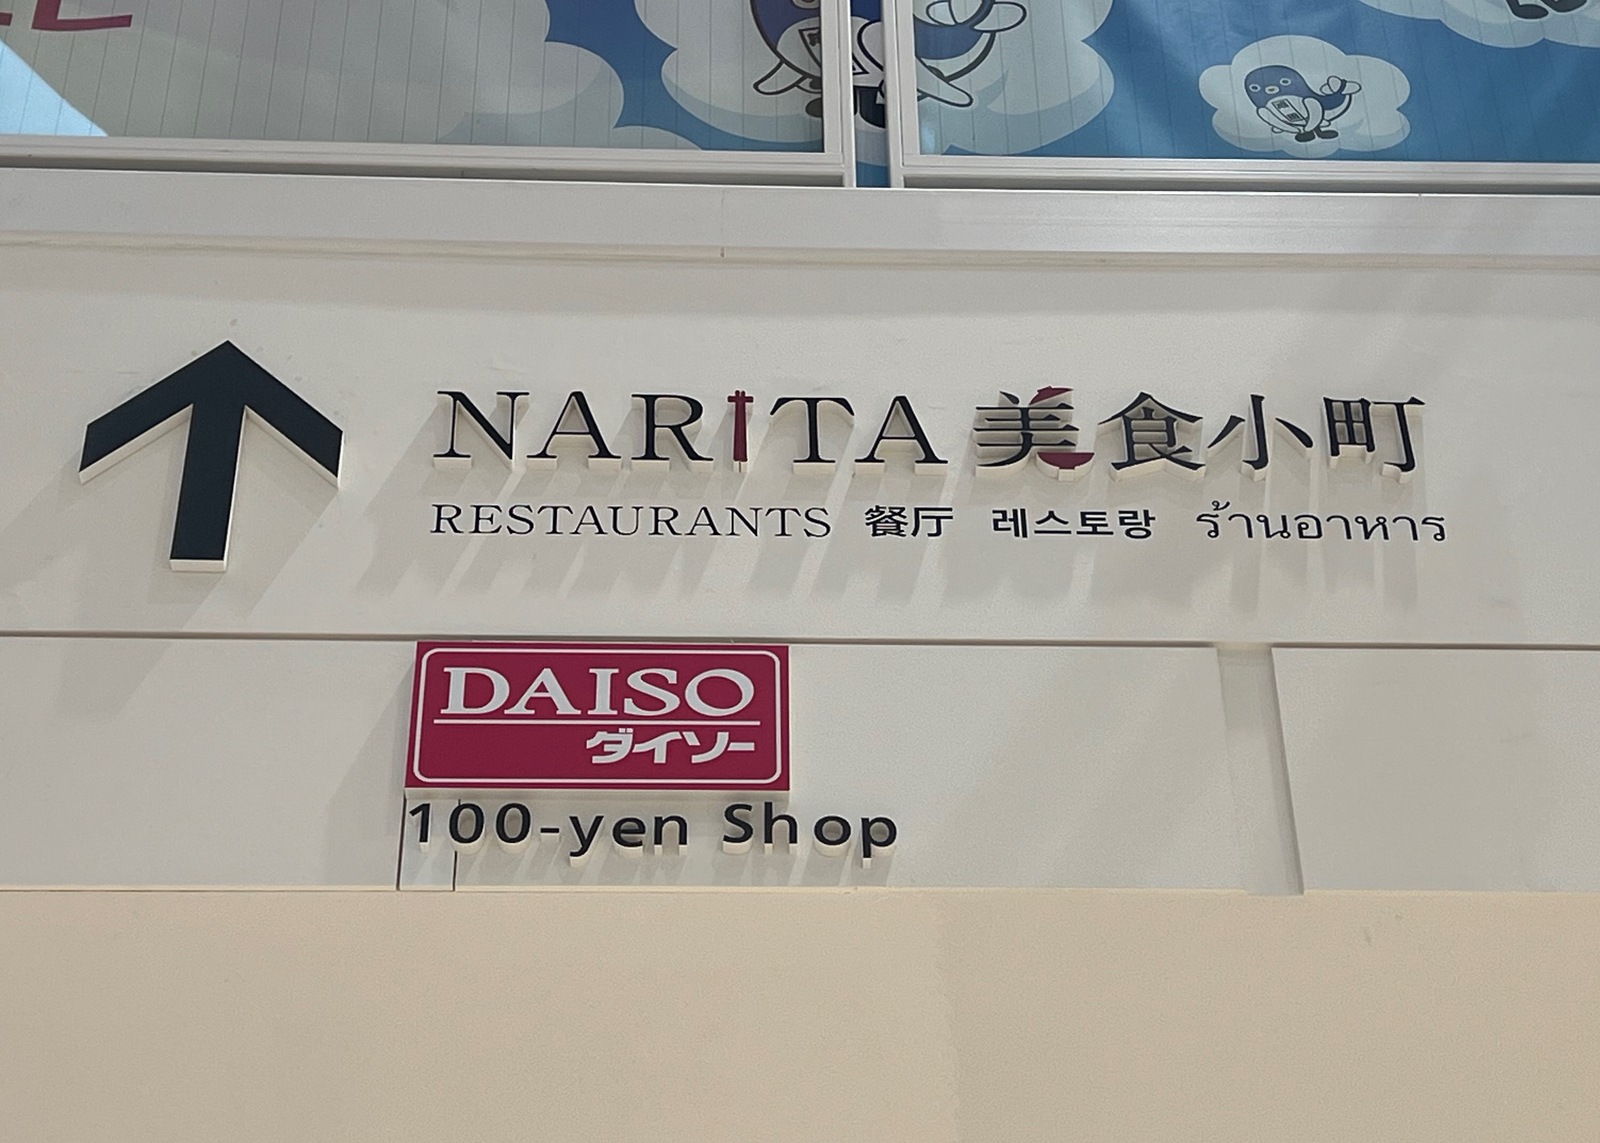 NARITA 美食小町
RESTAURANTS 餐厅 레스토랑 ร้านอาหาร
DAISO
ダイソー
100-yen Shop